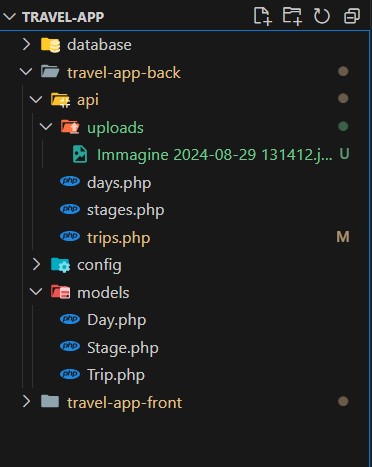 TRAVEL-APP
database
travel-app-back
api
uploads
Immagine 2024-08-29 131412.j... U
php days.php
php stages.php
php trips.php M
config
models
php Day.php
php Stage.php
php Trip.php
travel-app-front